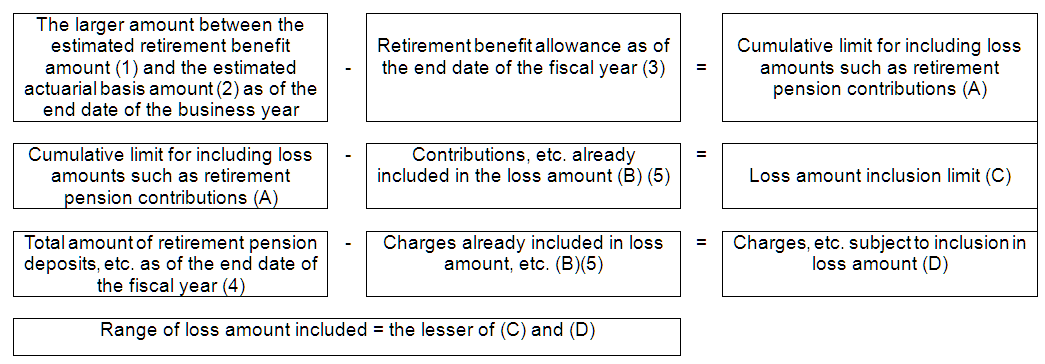 The larger amount between the
estimated retirement benefit
amount (1) and the estimated
actuarial basis amount (2) as of the
end date of the business year
-
Retirement benefit allowance as of
the end date of the fiscal year (3)
=
Cumulative limit for including loss
amounts such as retirement
pension contributions (A)
Cumulative limit for including loss
amounts such as retirement
pension contributions (A)
-
Contributions, etc. already
included in the loss amount (B) (5)
=
Loss amount inclusion limit (C)
Total amount of retirement pension
deposits, etc. as of the end date of
the fiscal year (4)
-
Charges already included in loss
amount, etc. (B)(5)
=
Charges, etc. subject to inclusion in
loss amount (D)
Range of loss amount included = the lesser of (C) and (D)